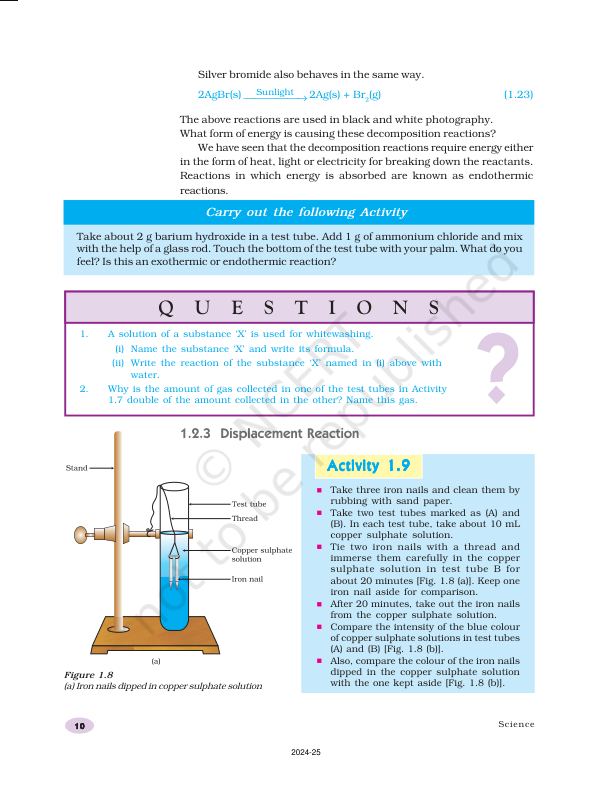 Silver bromide also behaves in the same way.
2AgBr(s) Sunlight⟶ 2Ag(s) + Br₂(g) (1.23)
The above reactions are used in black and white photography.
What form of energy is causing these decomposition reactions?
We have seen that the decomposition reactions require energy either
in the form of heat, light or electricity for breaking down the reactants.
Reactions in which energy is absorbed are known as endothermic
reactions.
Carry out the following Activity
Take about 2 g barium hydroxide in a test tube. Add 1 g of ammonium chloride and mix
with the help of a glass rod. Touch the bottom of the test tube with your palm. What do you
feel? Is this an exothermic or endothermic reaction?
QUESTIONS
1. A solution of a substance ‘X’ is used for whitewashing.
(i) Name the substance ‘X’ and write its formula.
(ii) Write the reaction of the substance ‘X’ named in (i) above with
water.
2. Why is the amount of gas collected in one of the test tubes in Activity
1.7 double of the amount collected in the other? Name this gas.
?
1.2.3 Displacement Reaction
Stand
Test tube
Thread
Copper sulphate
solution
Iron nail
(a)
Figure 1.8
(a) Iron nails dipped in copper sulphate solution
Activity 1.9
■ Take three iron nails and clean them by
rubbing with sand paper.
■ Take two test tubes marked as (A) and
(B). In each test tube, take about 10 mL
copper sulphate solution.
■ Tie two iron nails with a thread and
immerse them carefully in the copper
sulphate solution in test tube B for
about 20 minutes [Fig. 1.8 (a)]. Keep one
iron nail aside for comparison.
■ After 20 minutes, take out the iron nails
from the copper sulphate solution.
■ Compare the intensity of the blue colour
of copper sulphate solutions in test tubes
(A) and (B) [Fig. 1.8 (b)].
■ Also, compare the colour of the iron nails
dipped in the copper sulphate solution
with the one kept aside [Fig. 1.8 (b)].
© NCERT
not to be republished
10
Science
2024-25